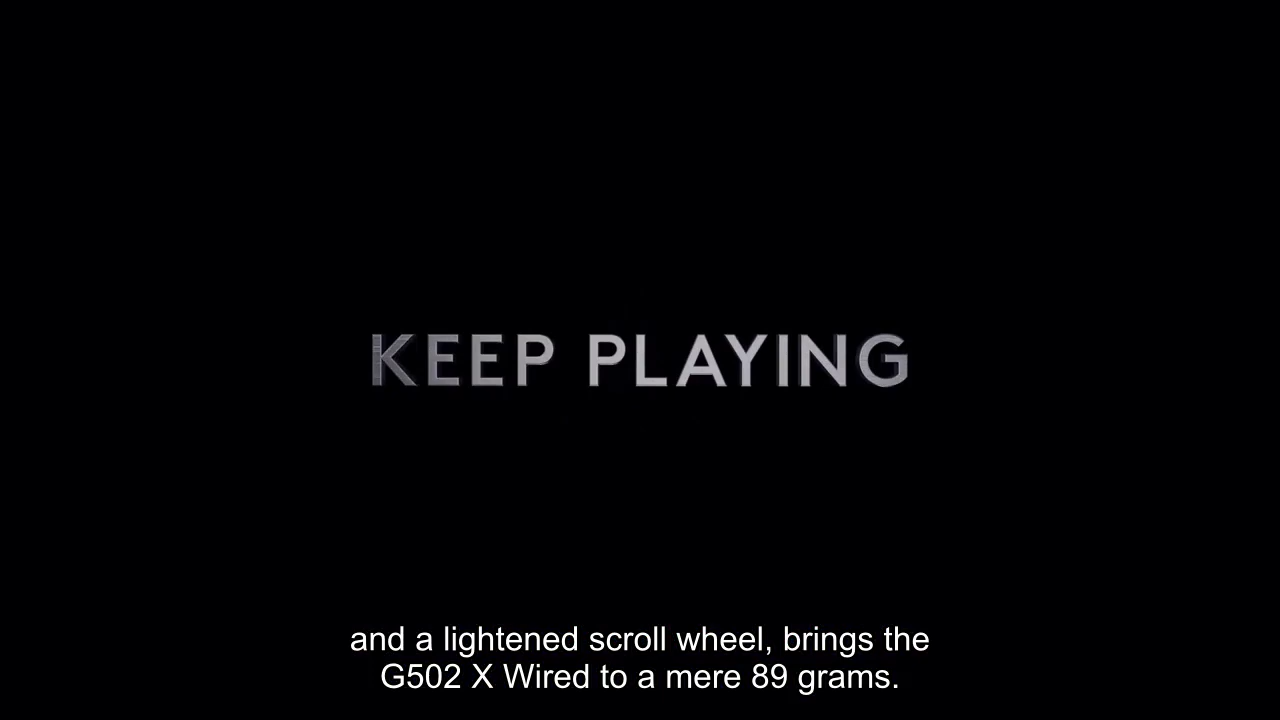 KEEP PLAYING
and a lightened scroll wheel, brings the
G502 X Wired to a mere 89 grams.